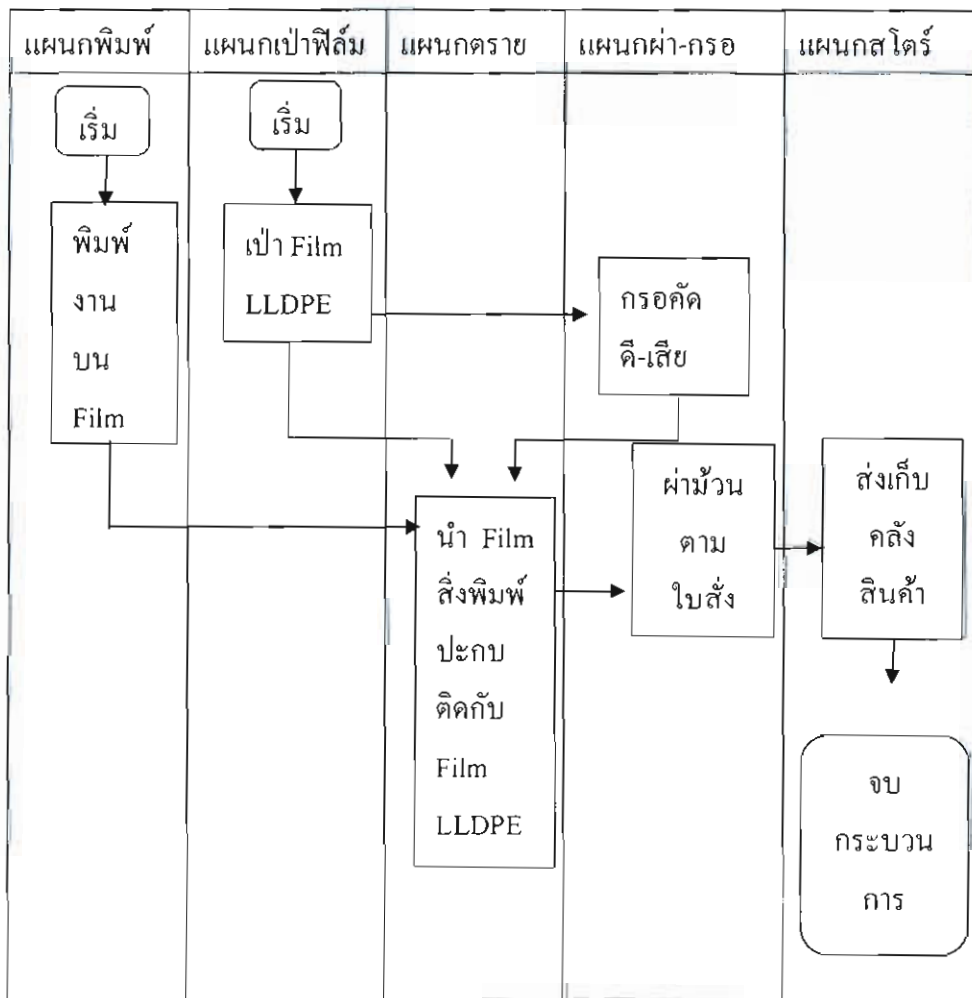 แผนกพิมพ์
แผนกเป่าฟิล์ม
แผนกตราย
แผนกผ่า-กรอ
แผนกสโตร์
เริ่ม
เริ่ม
พิมพ์
งาน
บน
Film
เป่า Film
LLDPE
กรอคัด
ดี-เสีย
นำ Film
สิ่งพิมพ์
ปะกบ
ติดกับ
Film
LLDPE
ผ่าม้วน
ตาม
ใบสั่ง
ส่งเก็บ
คลัง
สินค้า
จบ
กระบวน
การ